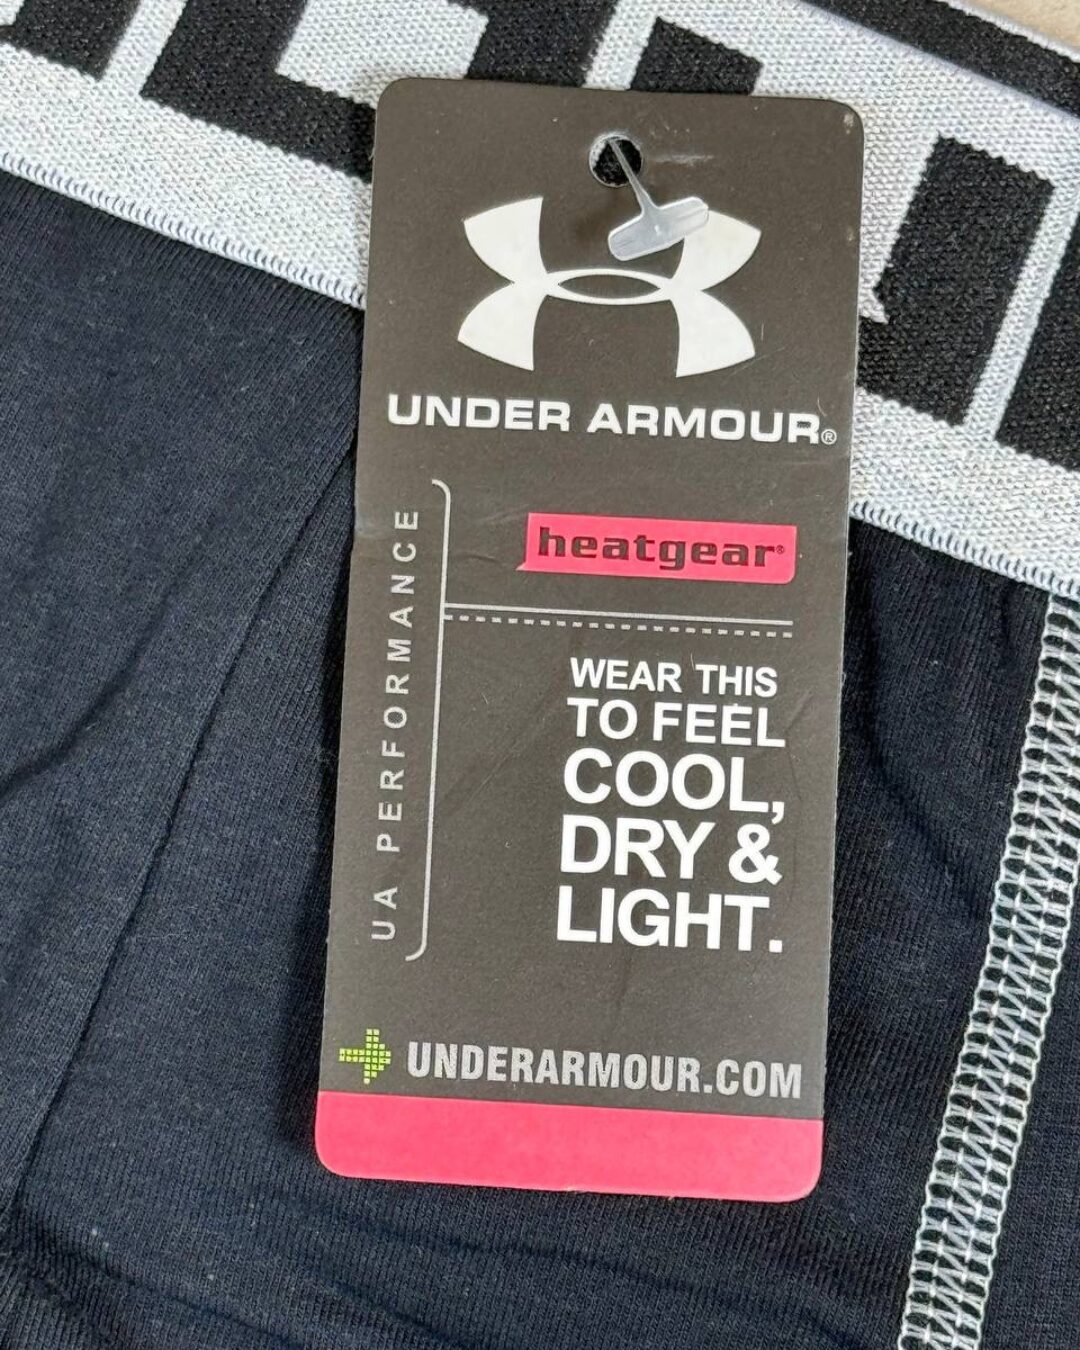 UNDER ARMOUR®
heatgear®
UA PERFORMANCE
WEAR THIS
TO FEEL
COOL,
DRY &
LIGHT.
UNDERARMOUR.COM